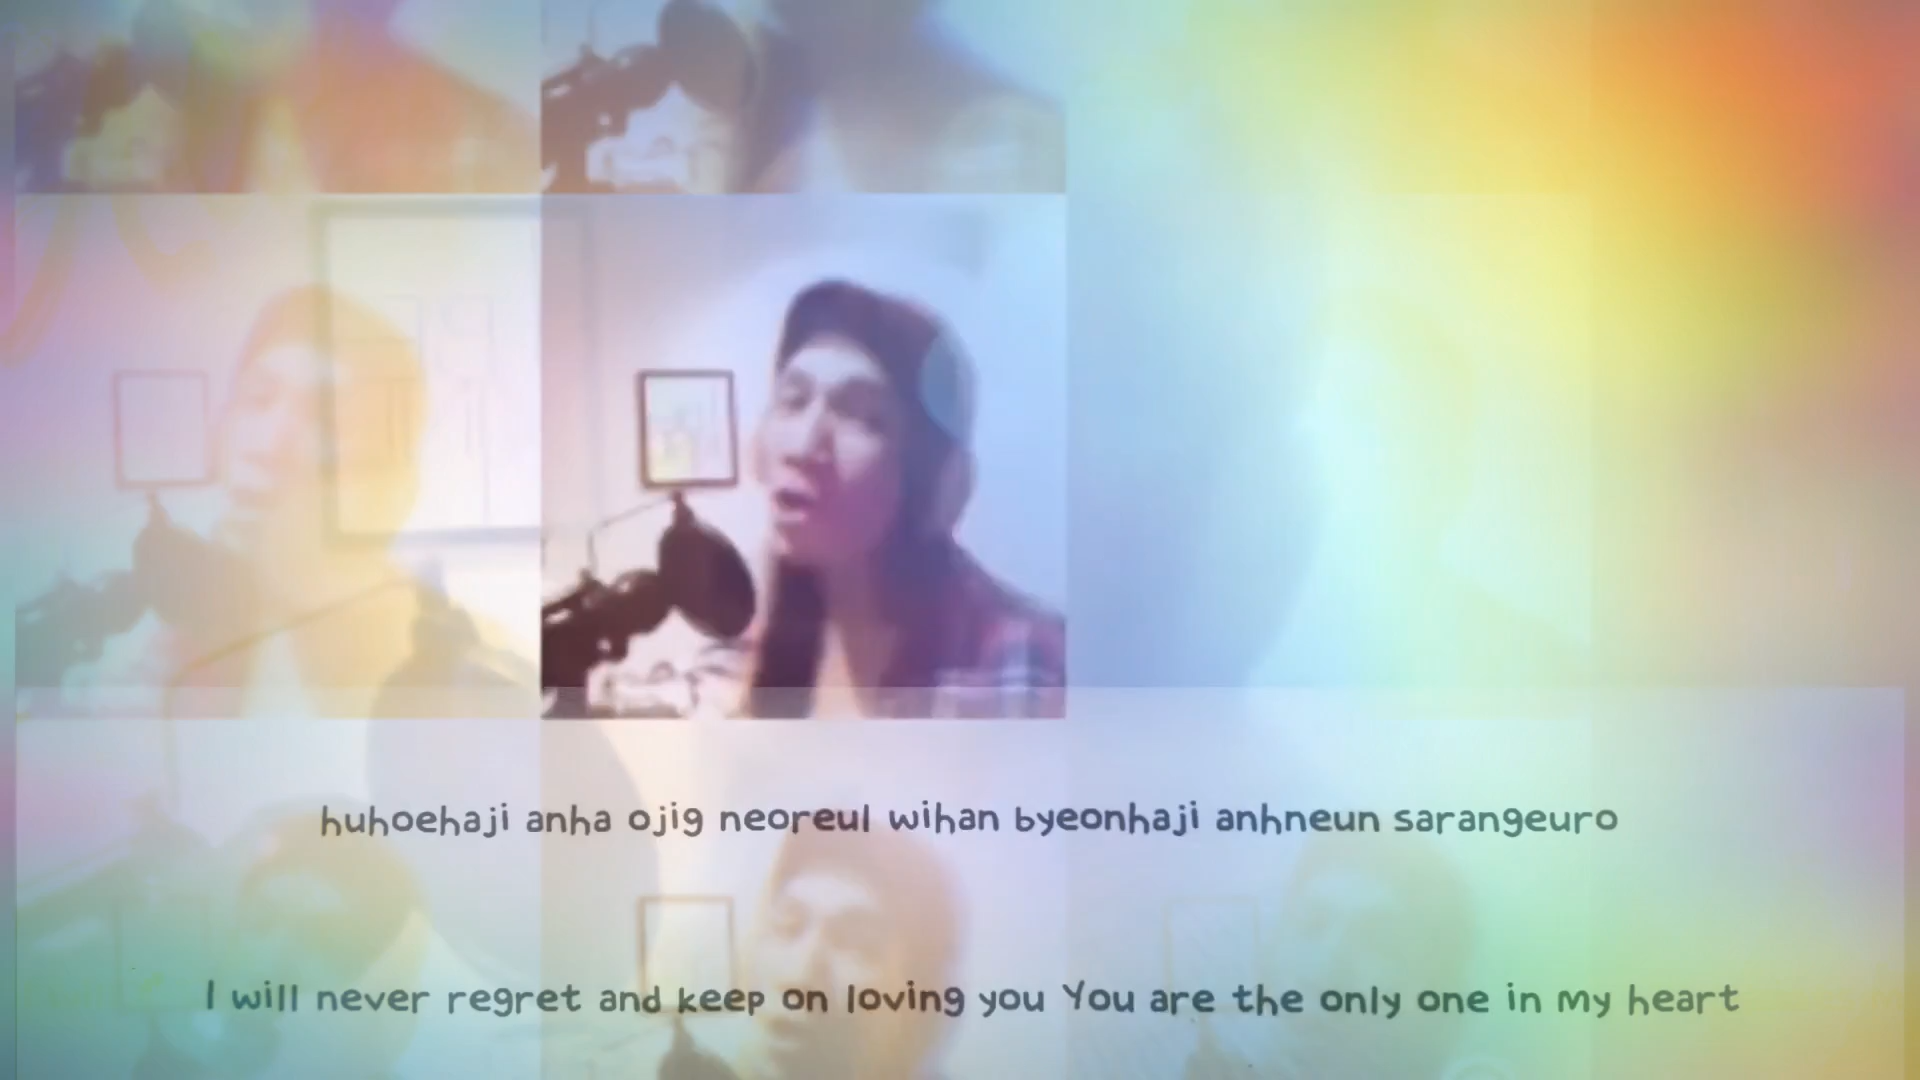 huhoehaji anha ojig neoreul wihan byeonhaji anhneun sarangeuro
I will never regret and keep on loving you You are the only one in my heart